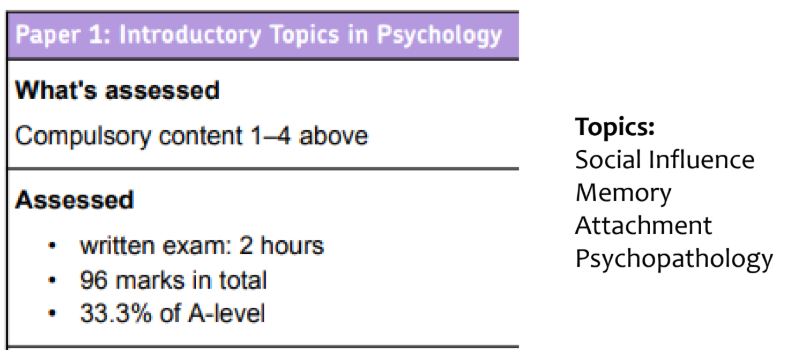 Paper 1: Introductory Topics in Psychology
What's assessed
Compulsory content 1–4 above
Assessed
• written exam: 2 hours
• 96 marks in total
• 33.3% of A-level
Topics:
Social Influence
Memory
Attachment
Psychopathology